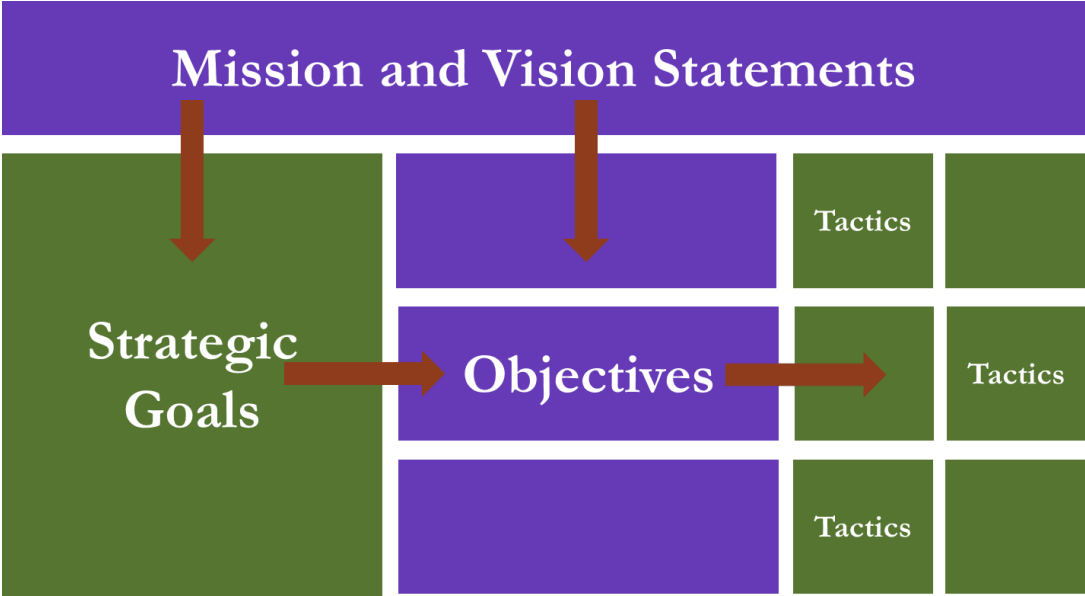 Mission and Vision Statements
Tactics
Strategic
Goals
Objectives
Tactics
Tactics